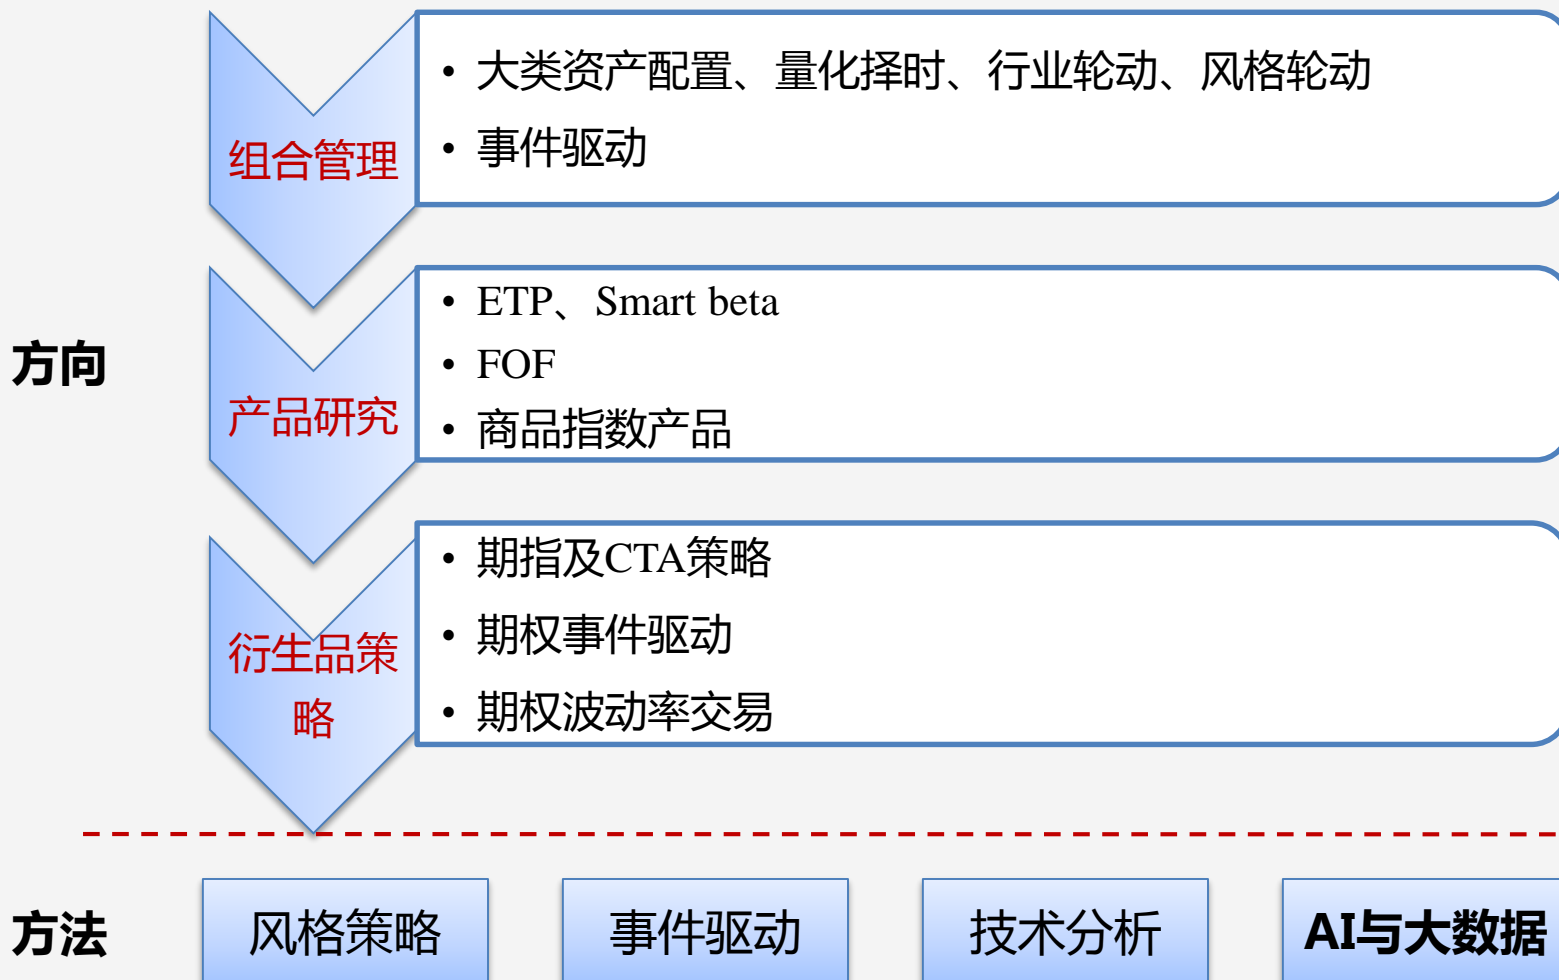 组合管理
• 大类资产配置、量化择时、行业轮动、风格轮动
• 事件驱动
方向
产品研究
• ETP、Smart beta
• FOF
• 商品指数产品
衍生品策
略
• 期指及CTA策略
• 期权事件驱动
• 期权波动率交易
方法
风格策略
事件驱动
技术分析
AI与大数据